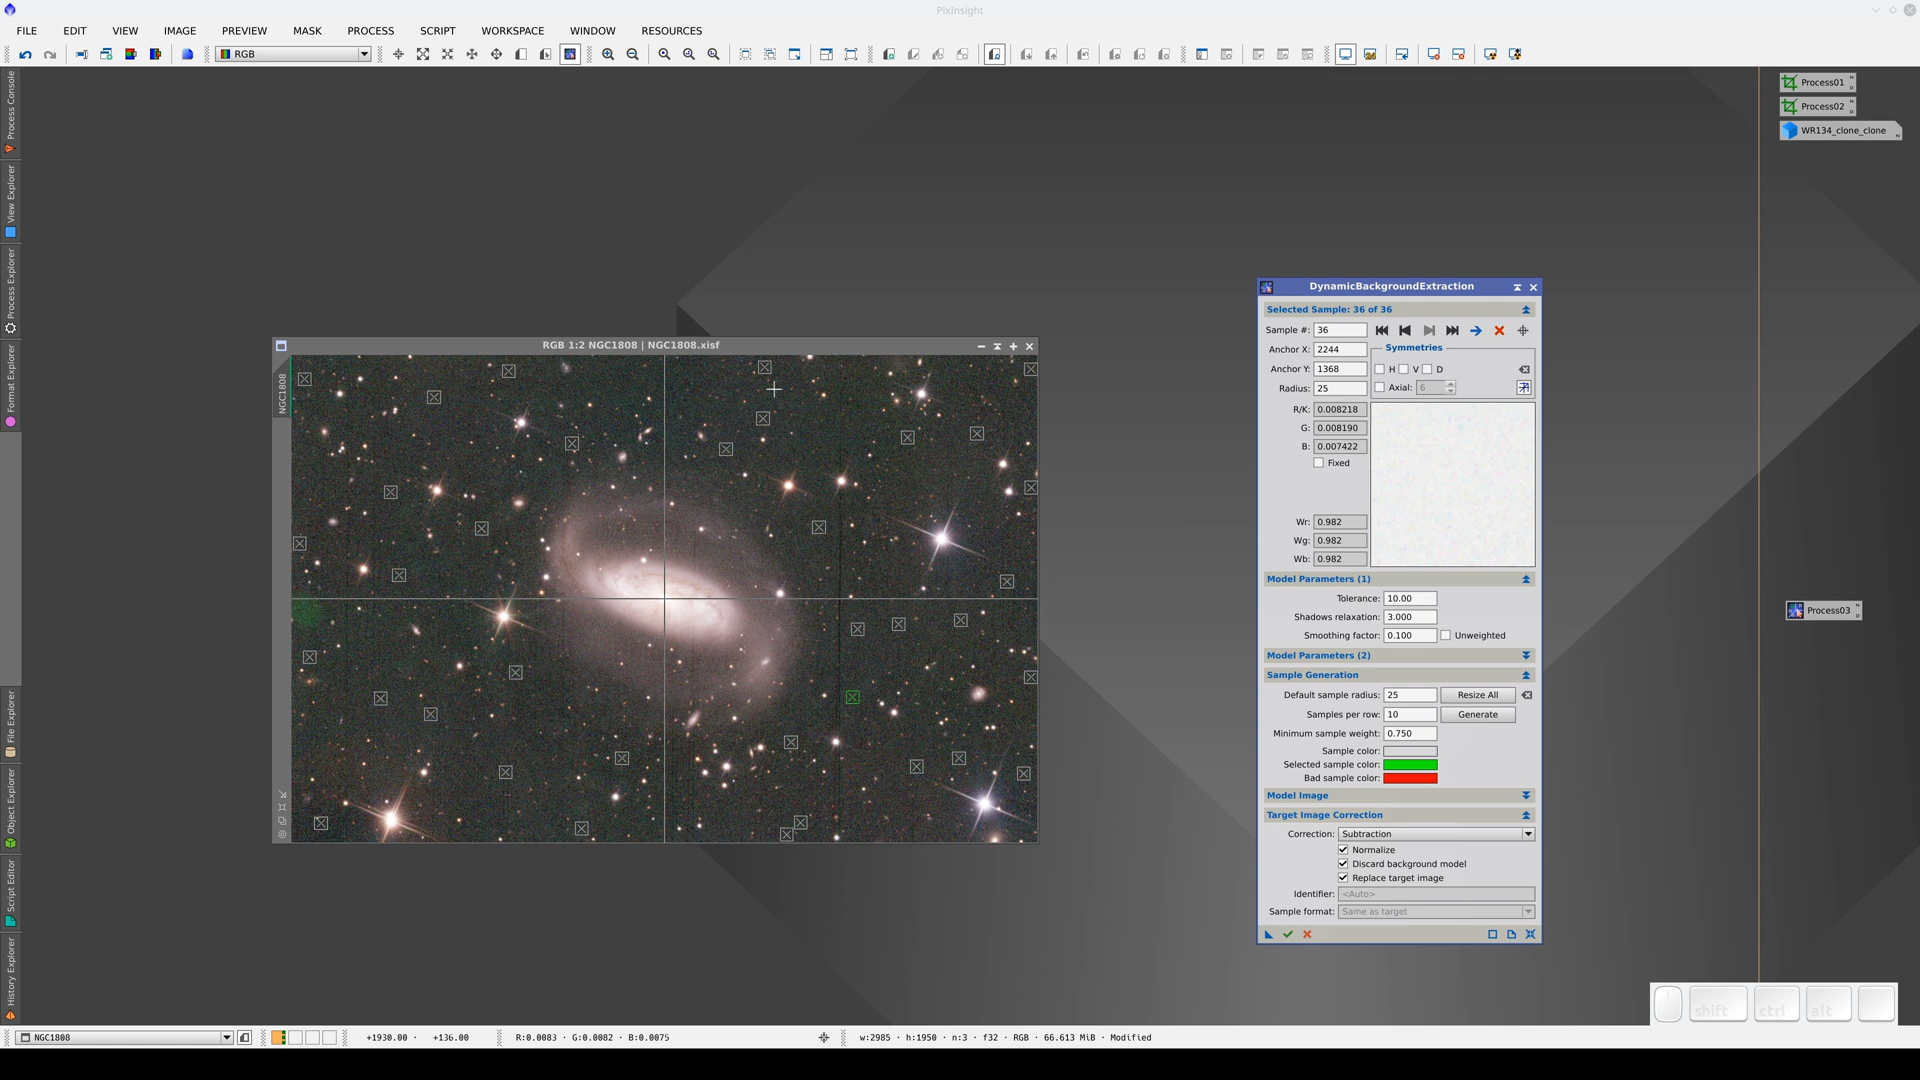 PixInsight
FILE EDIT VIEW IMAGE PREVIEW MASK PROCESS SCRIPT WORKSPACE WINDOW RESOURCES
RGB
Process Console
View Explorer
Process Explorer
Format Explorer
File Explorer
Object Explorer
Script Editor
History Explorer
Process01
Process02
WR134_clone_clone
Process03
RGB 1:2 NGC1808 | NGC1808.xisf
NGC1808
DynamicBackgroundExtraction
Selected Sample: 36 of 36
Sample #: 36
Anchor X: 2244
Symmetries
Anchor Y: 1368
H V D
Radius: 25
Axial: 6
R/K: 0.008218
G: 0.008190
B: 0.007422
Fixed
Wr: 0.982
Wg: 0.982
Wb: 0.982
Model Parameters (1)
Tolerance: 10.00
Shadows relaxation: 3.000
Smoothing factor: 0.100 Unweighted
Model Parameters (2)
Sample Generation
Default sample radius: 25 Resize All
Samples per row: 10 Generate
Minimum sample weight: 0.750
Sample color:
Selected sample color:
Bad sample color:
Model Image
Target Image Correction
Correction: Subtraction
Normalize
Discard background model
Replace target image
Identifier: <Auto>
Sample format: Same as target
shift ctrl alt
NGC1808
+1930.00 · +136.00
R:0.0083 · G:0.0082 · B:0.0075
w:2985 · h:1950 · n:3 · f32 · RGB · 66.613 MiB · Modified